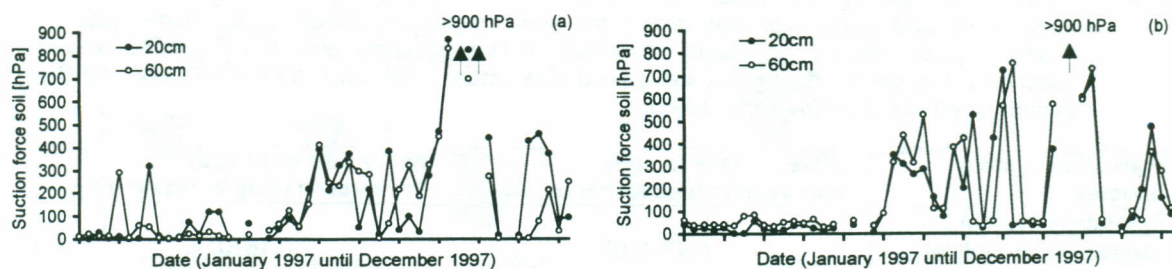 >900 hPa (a)
900
800
700
600
500
400
300
200
100
0
Suction force soil [hPa]
20cm
60cm
Date (January 1997 until December 1997)
>900 hPa (b)
900
800
700
600
500
400
300
200
100
0
Suction force soil [hPa]
20cm
60cm
Date (January 1997 until December 1997)